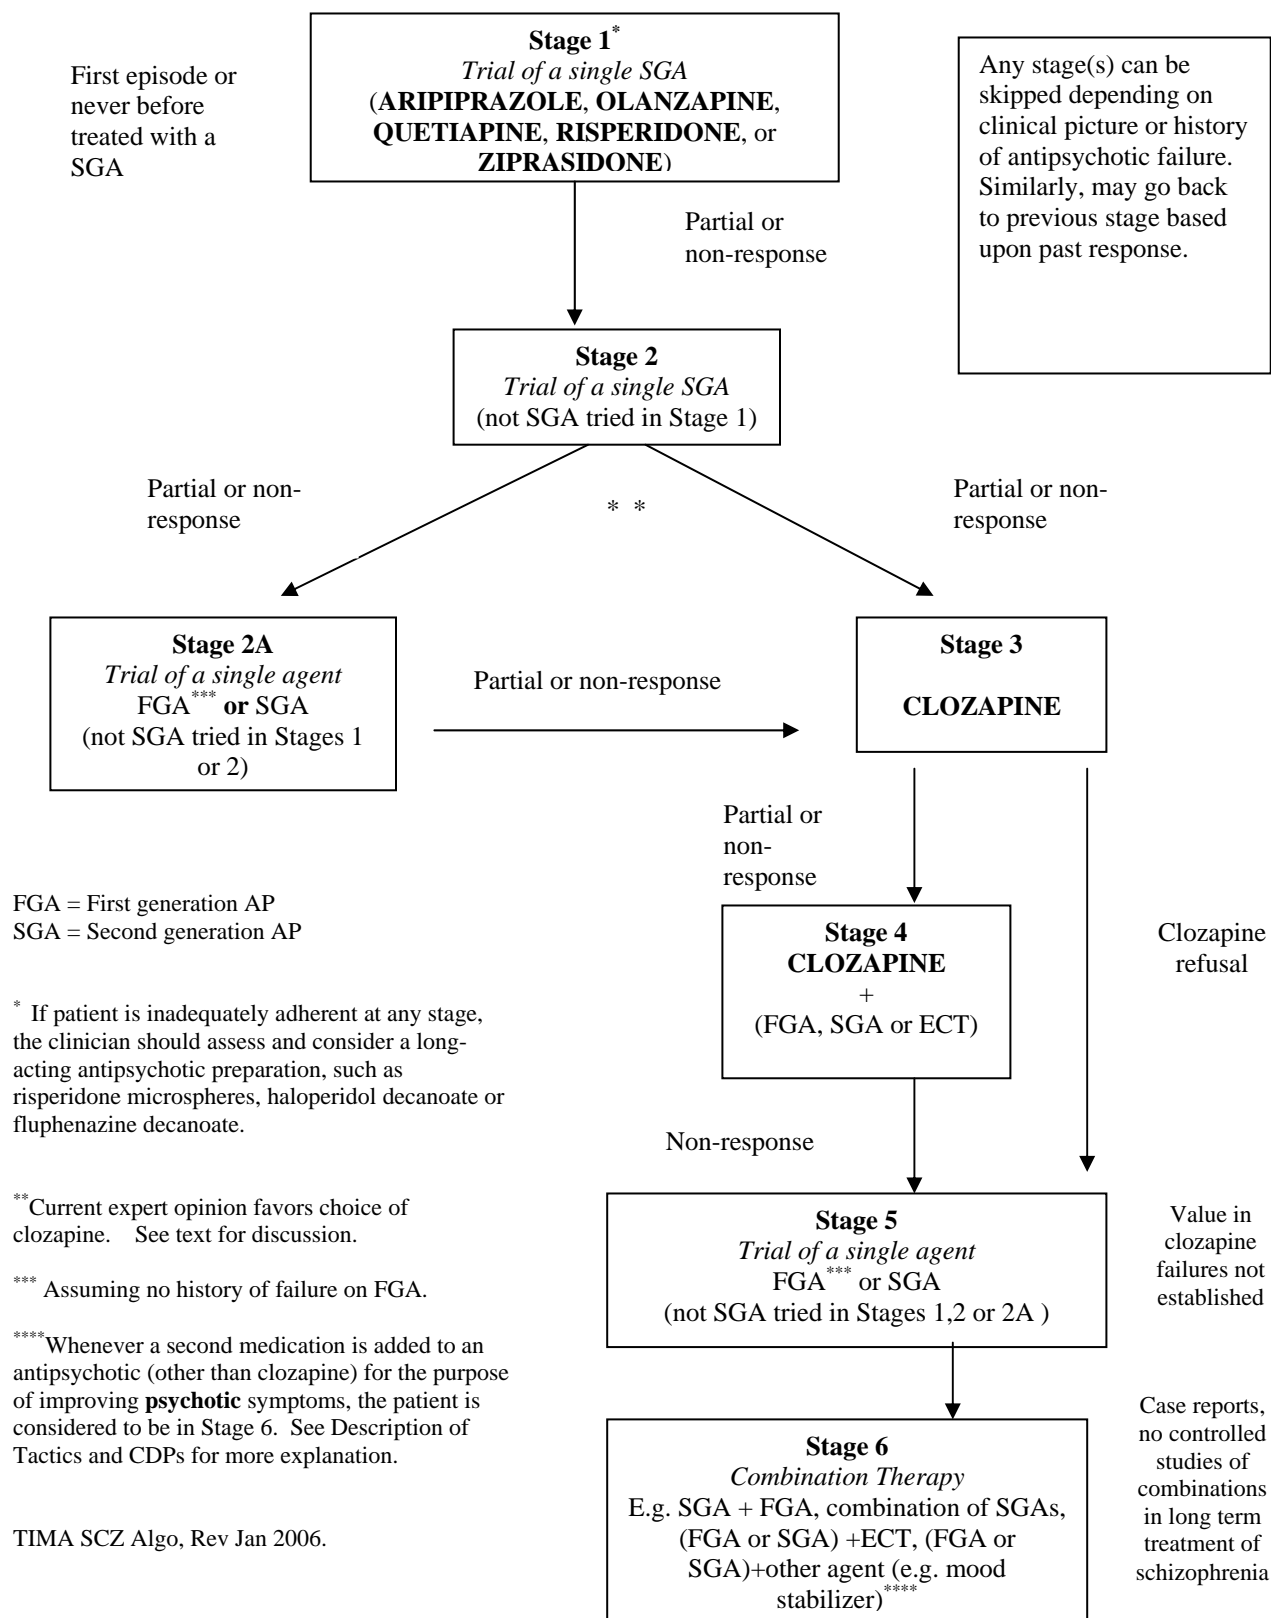 Stage 1*
Trial of a single SGA
(ARIPIPRAZOLE, OLANZAPINE,
QUETIAPINE, RISPERIDONE, or
ZIPRASIDONE)
First episode or
never before
treated with a
SGA
Any stage(s) can be
skipped depending on
clinical picture or history
of antipsychotic failure.
Similarly, may go back
to previous stage based
upon past response.
Partial or
non-response
Stage 2
Trial of a single SGA
(not SGA tried in Stage 1)
Partial or non-
response
* *
Partial or non-
response
Stage 2A
Trial of a single agent
FGA*** or SGA
(not SGA tried in Stages 1
or 2)
Partial or non-response
Stage 3
CLOZAPINE
Partial or
non-
response
FGA = First generation AP
SGA = Second generation AP
Stage 4
CLOZAPINE
+
(FGA, SGA or ECT)
Clozapine
refusal
* If patient is inadequately adherent at any stage,
the clinician should assess and consider a long-
acting antipsychotic preparation, such as
risperidone microspheres, haloperidol decanoate or
fluphenazine decanoate.
Non-response
**Current expert opinion favors choice of
clozapine. See text for discussion.
*** Assuming no history of failure on FGA.
****Whenever a second medication is added to an
antipsychotic (other than clozapine) for the purpose
of improving psychotic symptoms, the patient is
considered to be in Stage 6. See Description of
Tactics and CDPs for more explanation.
TIMA SCZ Algo, Rev Jan 2006.
Stage 5
Trial of a single agent
FGA*** or SGA
(not SGA tried in Stages 1,2 or 2A )
Value in
clozapine
failures not
established
Stage 6
Combination Therapy
E.g. SGA + FGA, combination of SGAs,
(FGA or SGA) +ECT, (FGA or
SGA)+other agent (e.g. mood
stabilizer)****
Case reports,
no controlled
studies of
combinations
in long term
treatment of
schizophrenia